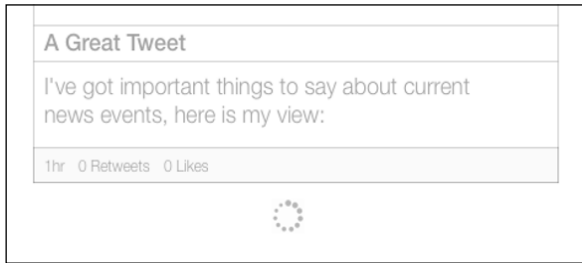 A Great Tweet
I've got important things to say about current
news events, here is my view:
1hr 0 Retweets 0 Likes